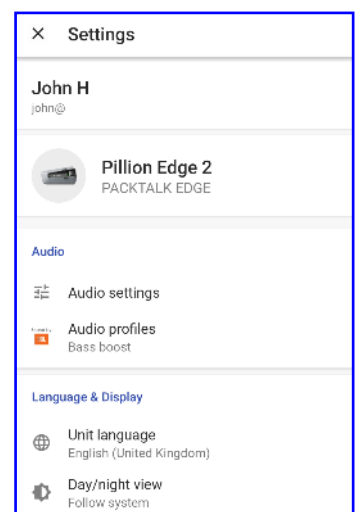 Settings
John H
john@
Pillion Edge 2
PACKTALK EDGE
Audio
Audio settings
Audio profiles
Bass boost
Language & Display
Unit language
English (United Kingdom)
Day/night view
Follow system